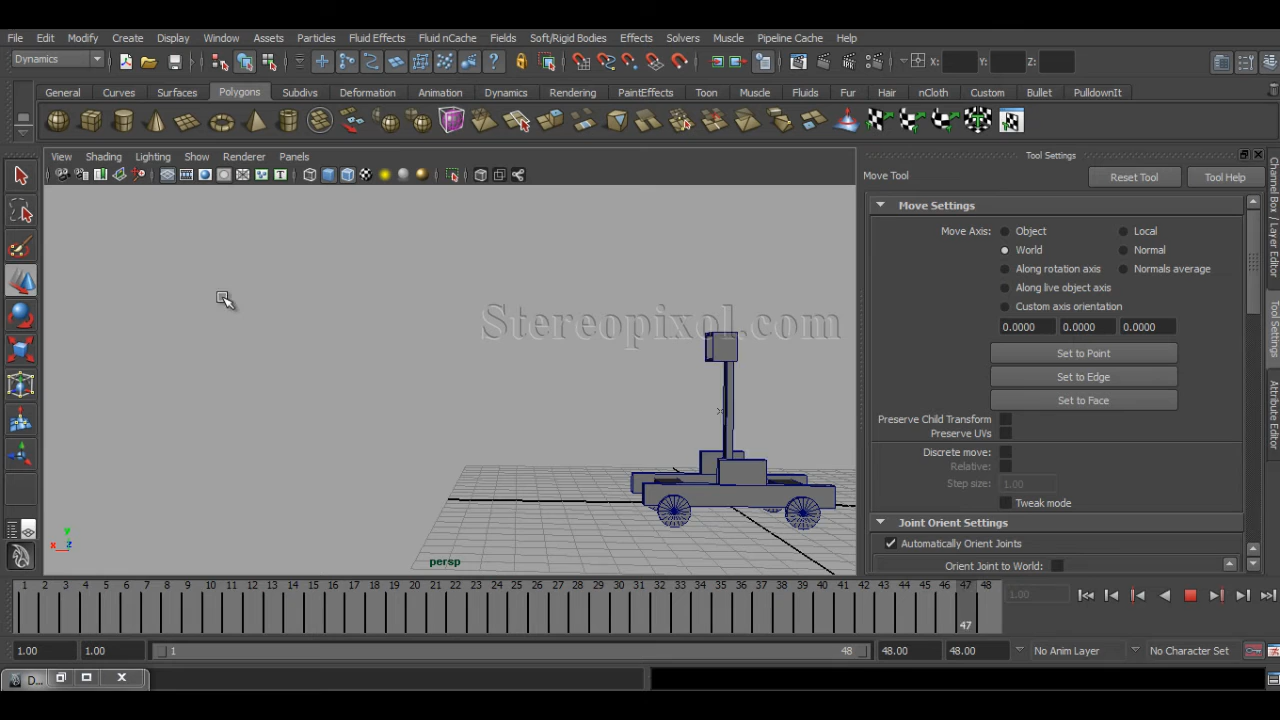 File Edit Modify Create Display Window Assets Particles Fluid Effects Fluid nCache Fields Soft/Rigid Bodies Effects Solvers Muscle Pipeline Cache Help
Dynamics X: Y: Z:
General Curves Surfaces Polygons Subdivs Deformation Animation Dynamics Rendering PaintEffects Toon Muscle Fluids Fur Hair nCloth Custom Bullet PulldownIt
View Shading Lighting Show Renderer Panels
Stereopixol.com
persp
y
x z
Tool Settings
Move Tool Reset Tool Tool Help
Move Settings
Move Axis: Object Local
World Normal
Along rotation axis Normals average
Along live object axis
Custom axis orientation
0.0000 0.0000 0.0000
Set to Point
Set to Edge
Set to Face
Preserve Child Transform
Preserve UVs
Discrete move:
Relative:
Step size: 1.00
Tweak mode
Joint Orient Settings
Automatically Orient Joints
Orient Joint to World:
Channel Box / Layer Editor
Tool Settings
Attribute Editor
1 2 3 4 5 6 7 8 9 10 11 12 13 14 15 16 17 18 19 20 21 22 23 24 25 26 27 28 29 30 31 32 33 34 35 36 37 38 39 40 41 42 43 44 45 46 47 48
47
1.00
1.00 1.00 1 48 48.00 48.00 No Anim Layer No Character Set
D...